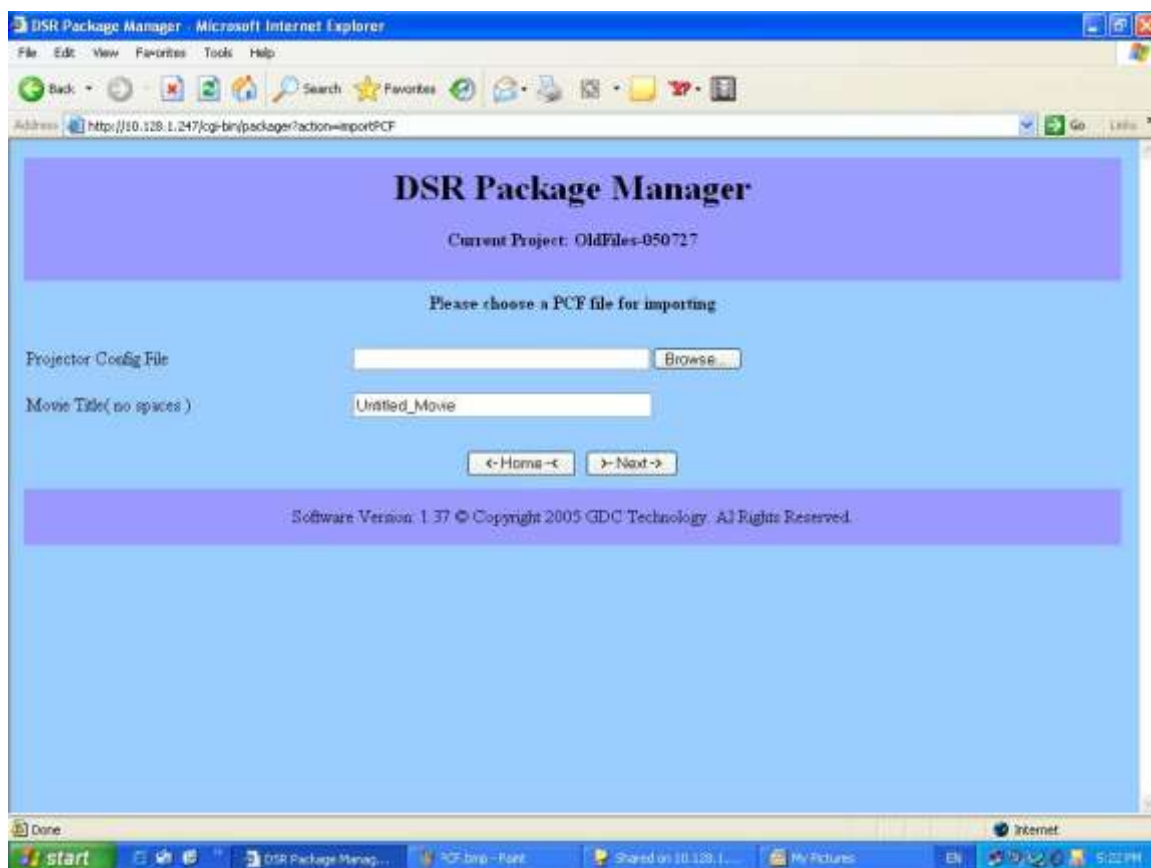 DSR Package Manager - Microsoft Internet Explorer
File Edit View Favorites Tools Help
Back Search Favorites
Address http://10.128.1.247/cgi-bin/packager?action=importPCF Go Links
DSR Package Manager
Current Project: OldFiles-050727
Please choose a PCF file for importing
Projector Config File Browse...
Movie Title( no spaces ) Untitled_Movie
<-Home-< >-Next->
Software Version: 1.37 © Copyright 2005 GDC Technology. All Rights Reserved.
Done Internet
start DSR Package Manag... PCF.bmp - Paint Shared on 10.128.1.... My Pictures EN 5:22 PM